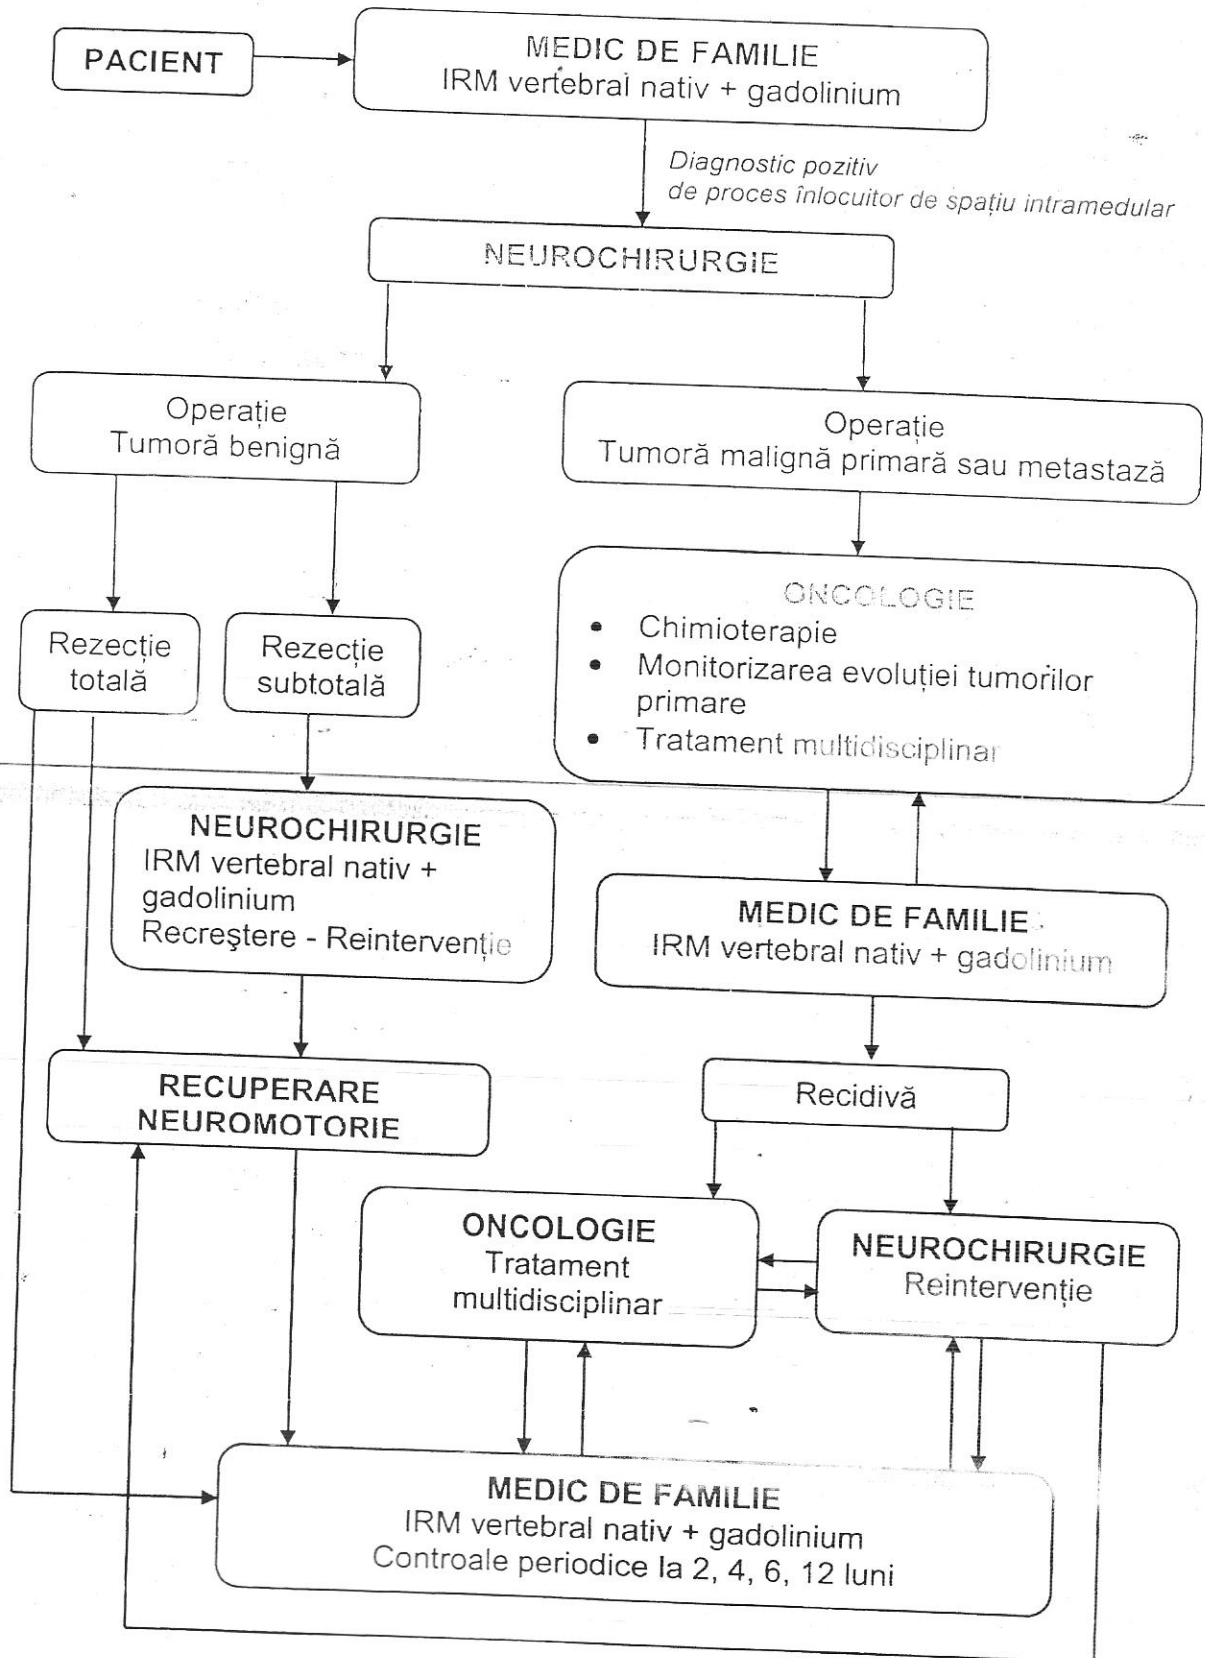 PACIENT
MEDIC DE FAMILIE
IRM vertebral nativ + gadolinium
Diagnostic pozitiv
de proces înlocuitor de spațiu intramedular
NEUROCHIRURGIE
Operație
Tumoră benignă
Operație
Tumoră malignă primară sau metastază
Rezecție
totală
Rezecție
subtotală
ONCOLOGIE
• Chimioterapie
• Monitorizarea evoluției tumorilor
primare
• Tratament multidisciplinar
NEUROCHIRURGIE
IRM vertebral nativ +
gadolinium
Recreştere - Reintervenție
MEDIC DE FAMILIE
IRM vertebral nativ + gadolinium
RECUPERARE
NEUROMOTORIE
Recidivă
ONCOLOGIE
Tratament
multidisciplinar
NEUROCHIRURGIE
Reintervenție
MEDIC DE FAMILIE
IRM vertebral nativ + gadolinium
Controale periodice la 2, 4, 6, 12 luni